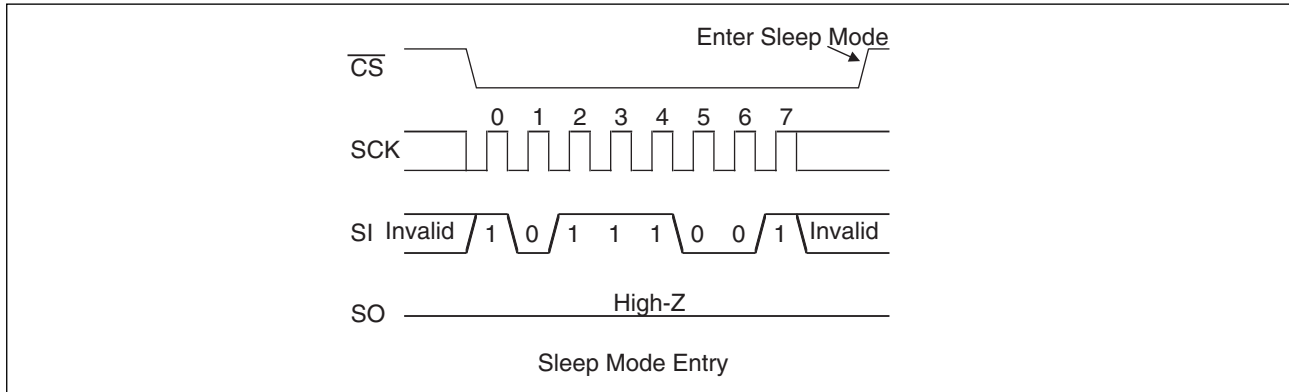 Enter Sleep Mode
CS
0 1 2 3 4 5 6 7
SCK
SI Invalid 1 0 1 1 1 0 0 1 Invalid
High-Z
SO
Sleep Mode Entry